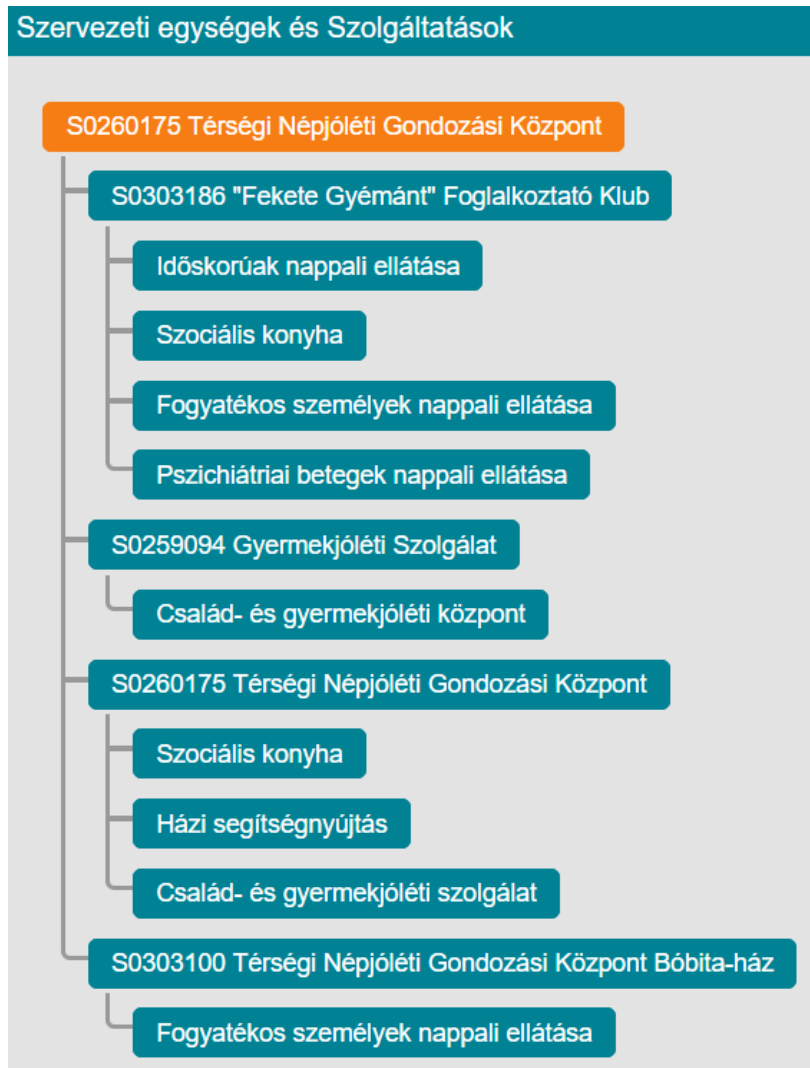 Szervezeti egységek és Szolgáltatások
S0260175 Térségi Népjóléti Gondozási Központ
S0303186 "Fekete Gyémánt" Foglalkoztató Klub
Időskorúak nappali ellátása
Szociális konyha
Fogyatékos személyek nappali ellátása
Pszichiátriai betegek nappali ellátása
S0259094 Gyermekjóléti Szolgálat
Család- és gyermekjóléti központ
S0260175 Térségi Népjóléti Gondozási Központ
Szociális konyha
Házi segítségnyújtás
Család- és gyermekjóléti szolgálat
S0303100 Térségi Népjóléti Gondozási Központ Bóbita-ház
Fogyatékos személyek nappali ellátása